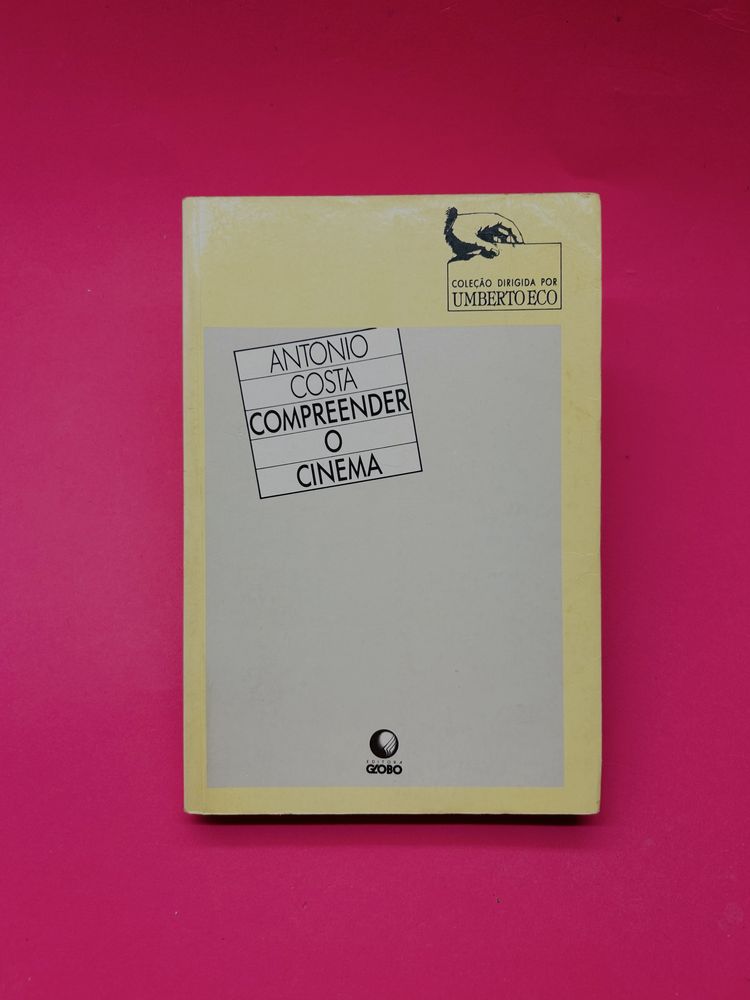 COLEÇÃO DIRIGIDA POR
UMBERTO ECO
ANTONIO
COSTA
COMPREENDER
O
CINEMA
EDITORA
GLOBO